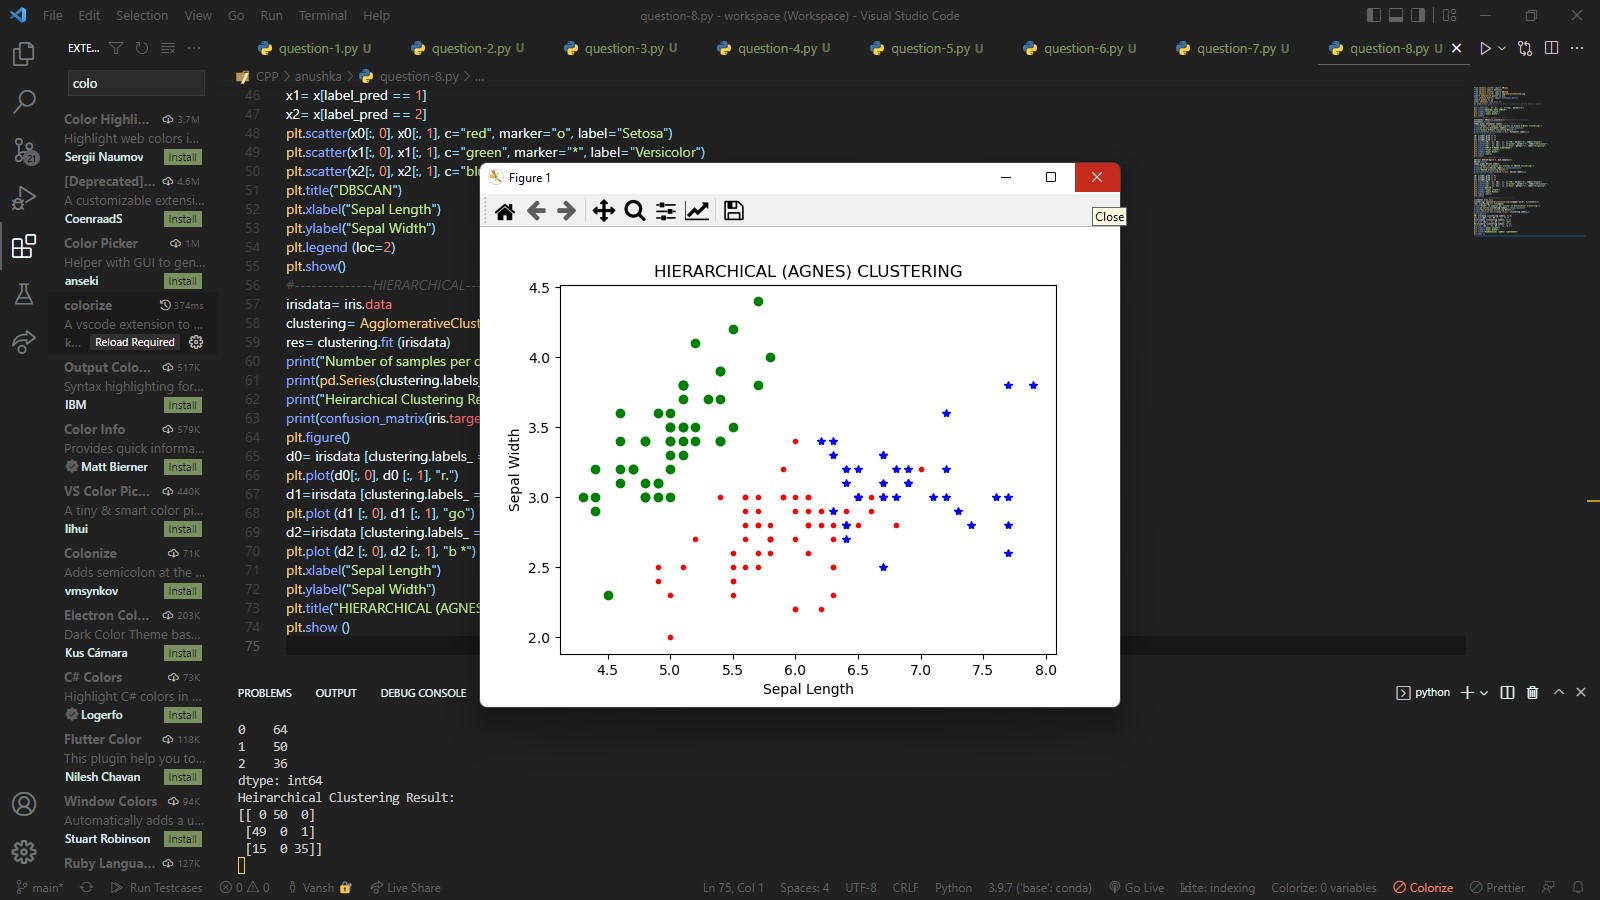 File Edit Selection View Go Run Terminal Help
question-8.py - workspace (Workspace) - Visual Studio Code
EXTE...
question-1.py U question-2.py U question-3.py U question-4.py U question-5.py U question-6.py U question-7.py U question-8.py U
CPP > anushka > question-8.py > ...
colo
Color Highli... 3.7M
Highlight web colors i...
Sergii Naumov Install
[Deprecated]... 4.6M
A customizable extensi...
CoenraadS Install
Color Picker 1M
Helper with GUI to gen...
anseki Install
colorize 374ms
A vscode extension to ...
k... Reload Required
Output Colo... 517K
Syntax highlighting for...
IBM Install
Color Info 579K
Provides quick informa...
Matt Bierner Install
VS Color Pic... 440K
A tiny & smart color pi...
lihui Install
Colonize 71K
Adds semicolon at the ...
vmsynkov Install
Electron Col... 203K
Dark Color Theme bas...
Kus Cámara Install
C# Colors 73K
Highlight C# colors in ...
Logerfo Install
Flutter Color 118K
This plugin help you to...
Nilesh Chavan Install
Window Colors 94K
Automatically adds a u...
Stuart Robinson Install
Ruby Langua... 127K
46 x1= x[label_pred == 1]
47 x2= x[label_pred == 2]
48 plt.scatter(x0[:, 0], x0[:, 1], c="red", marker="o", label="Setosa")
49 plt.scatter(x1[:, 0], x1[:, 1], c="green", marker="*", label="Versicolor")
50 plt.scatter(x2[:, 0], x2[:, 1], c="bl
51 plt.title("DBSCAN")
52 plt.xlabel("Sepal Length")
53 plt.ylabel("Sepal Width")
54 plt.legend (loc=2)
55 plt.show()
56 #--------------HIERARCHICAL---
57 irisdata= iris.data
58 clustering= AgglomerativeClust
59 res= clustering.fit (irisdata)
60 print("Number of samples per c
61 print(pd.Series(clustering.labels_
62 print("Heirarchical Clustering Re
63 print(confusion_matrix(iris.targe
64 plt.figure()
65 d0= irisdata [clustering.labels_ =
66 plt.plot(d0[:, 0], d0 [:, 1], "r.")
67 d1=irisdata [clustering.labels_ =
68 plt.plot (d1 [:, 0], d1 [:, 1], "go")
69 d2=irisdata [clustering.labels_ =
70 plt.plot (d2 [:, 0], d2 [:, 1], "b *")
71 plt.xlabel("Sepal Length")
72 plt.ylabel("Sepal Width")
73 plt.title("HIERARCHICAL (AGNES
74 plt.show ()
75
Figure 1
Close
HIERARCHICAL (AGNES) CLUSTERING
4.5
4.0
3.5
3.0
2.5
2.0
Sepal Width
4.5 5.0 5.5 6.0 6.5 7.0 7.5 8.0
Sepal Length
PROBLEMS OUTPUT DEBUG CONSOLE
python
0 64
1 50
2 36
dtype: int64
Heirarchical Clustering Result:
[[ 0 50 0]
[49 0 1]
[15 0 35]]
21
main* Run Testcases 0 0 Vansh Live Share Ln 75, Col 1 Spaces: 4 UTF-8 CRLF Python 3.9.7 ('base': conda) Go Live kite: indexing Colorize: 0 variables Colorize Prettier